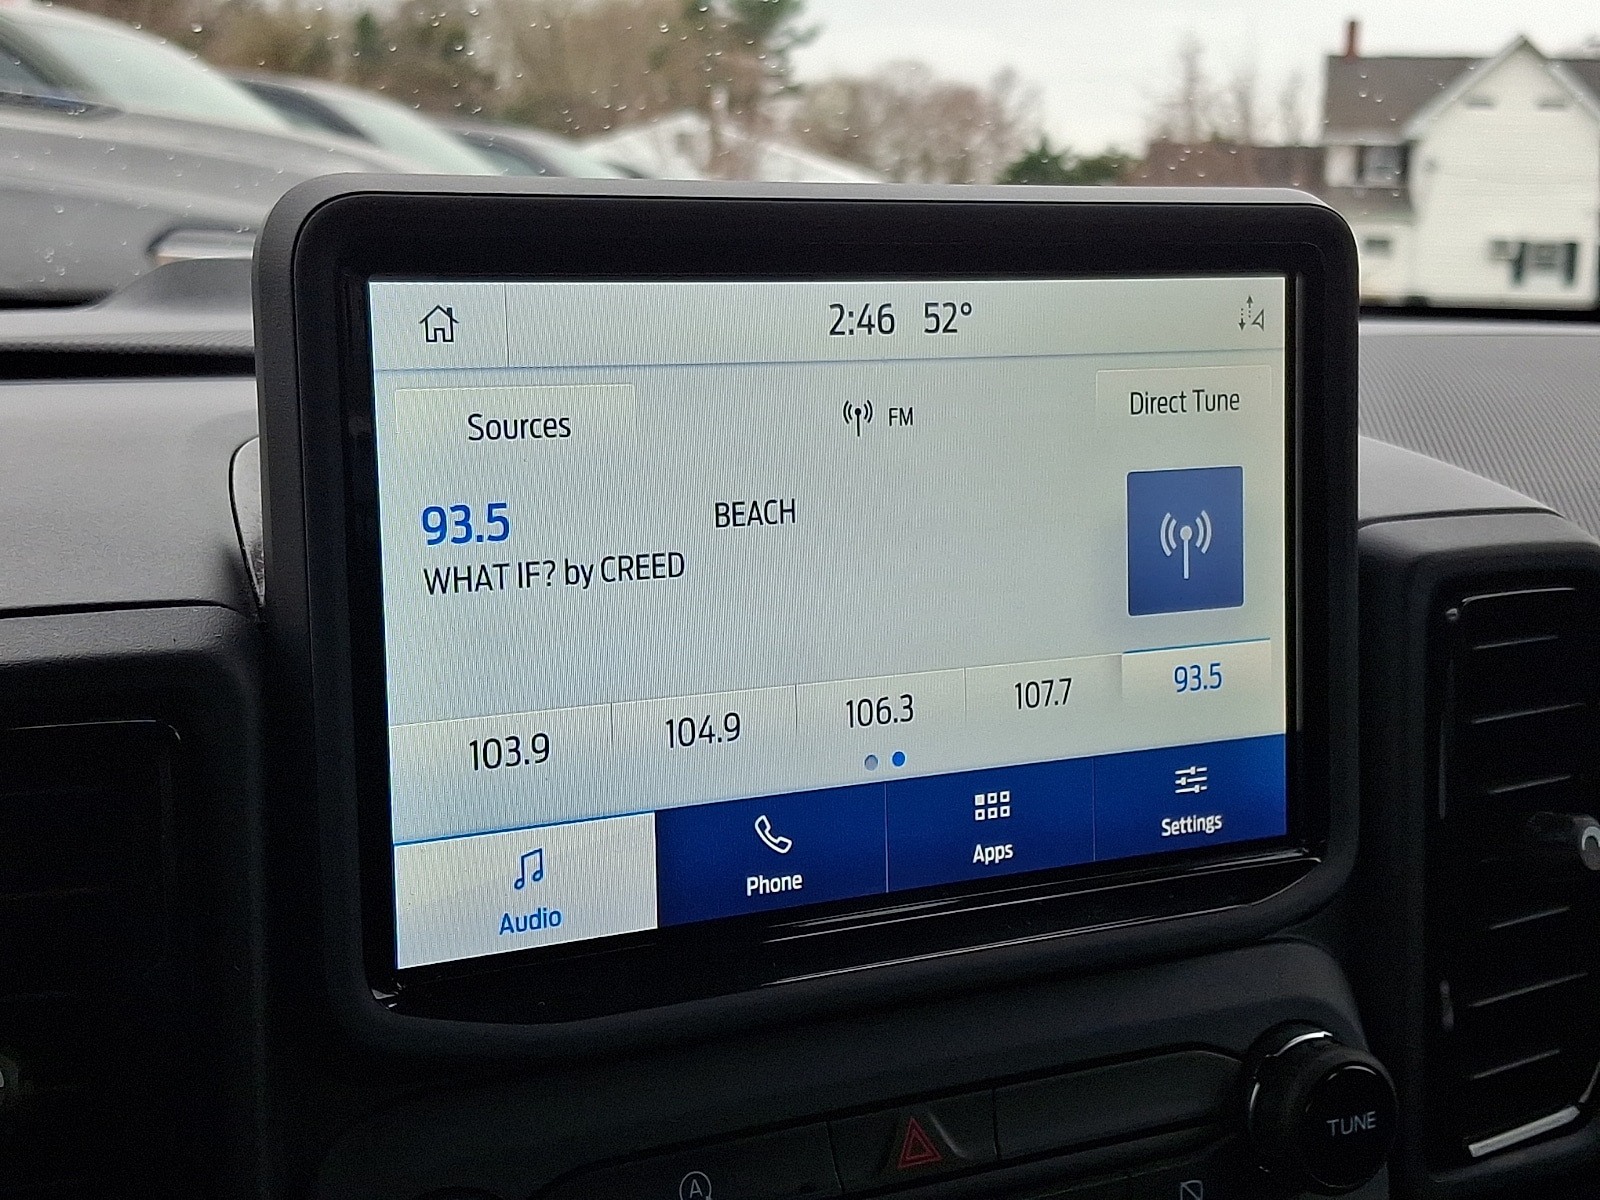 2:46 52°
Sources
FM
Direct Tune
93.5
BEACH
WHAT IF? by CREED
103.9
104.9
106.3
107.7
93.5
Audio
Phone
Apps
Settings
TUNE
A